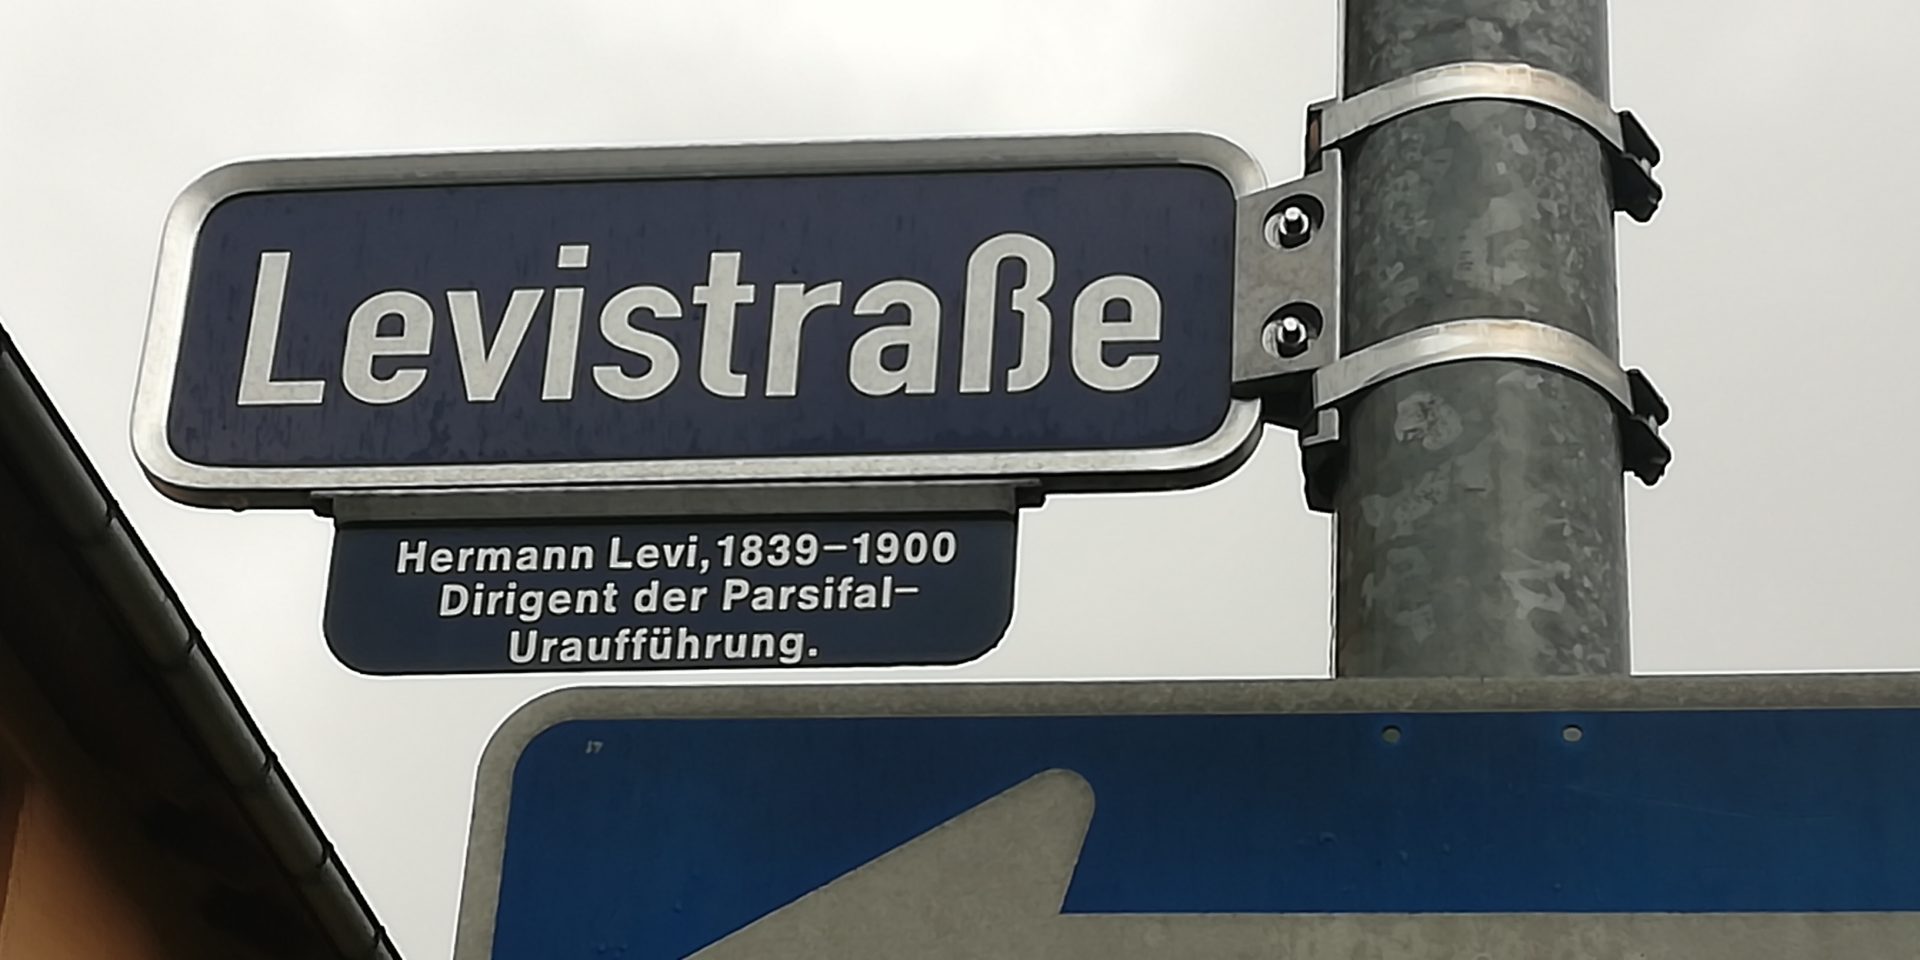 Levistraße
Hermann Levi, 1839–1900
Dirigent der Parsifal–
Uraufführung.